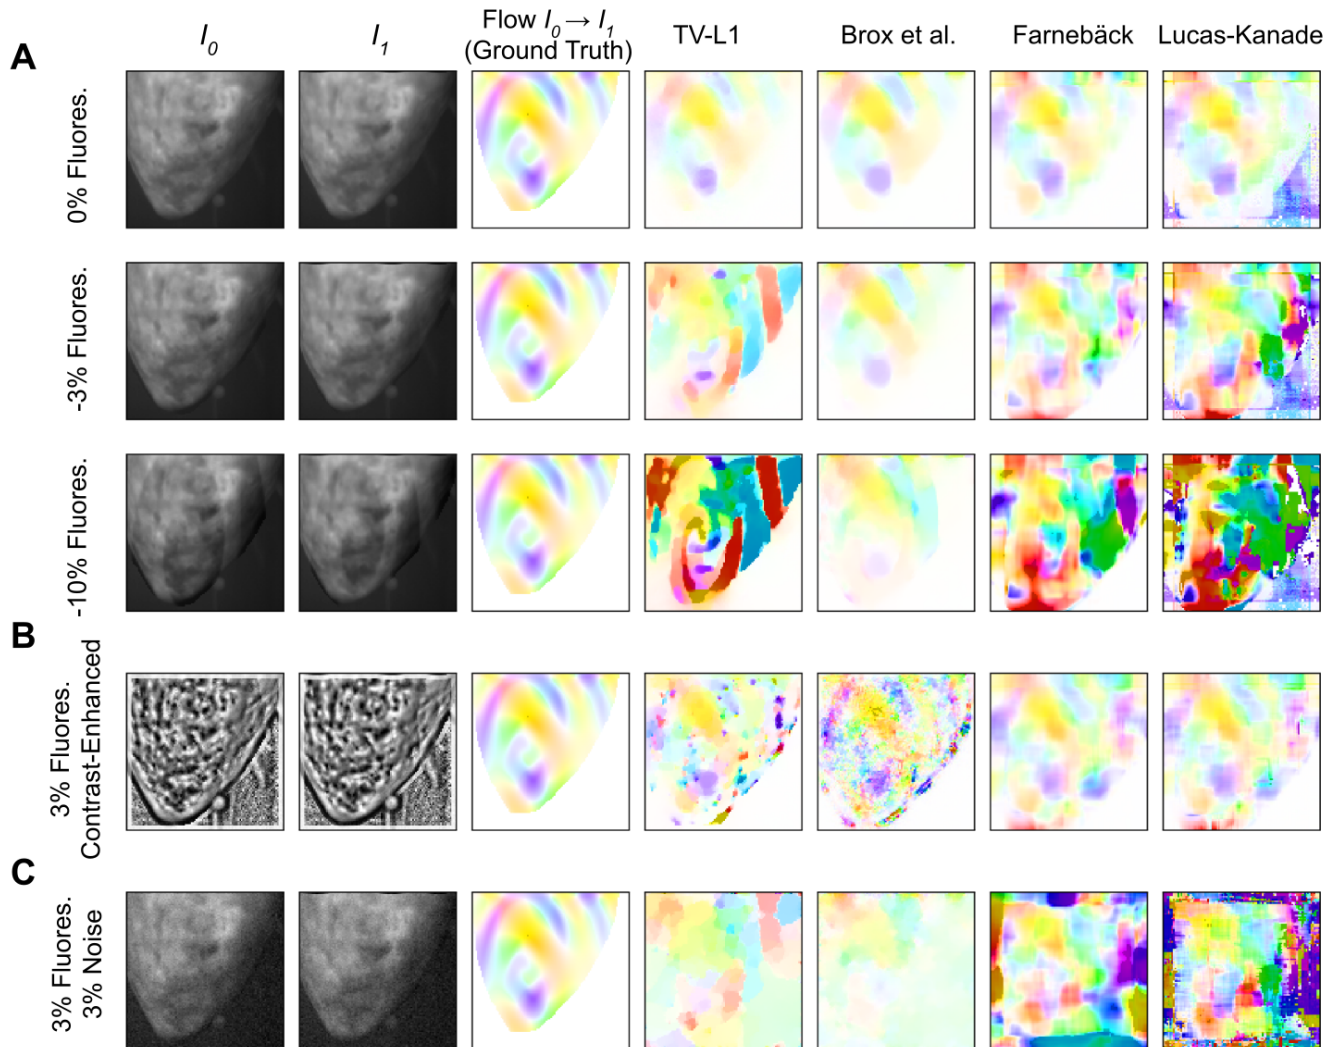 I0
I1
Flow I0 → I1
(Ground Truth)
TV-L1
Brox et al.
Farnebäck
Lucas-Kanade
A
0% Fluores.
-3% Fluores.
-10% Fluores.
B
3% Fluores.
Contrast-Enhanced
C
3% Fluores.
3% Noise